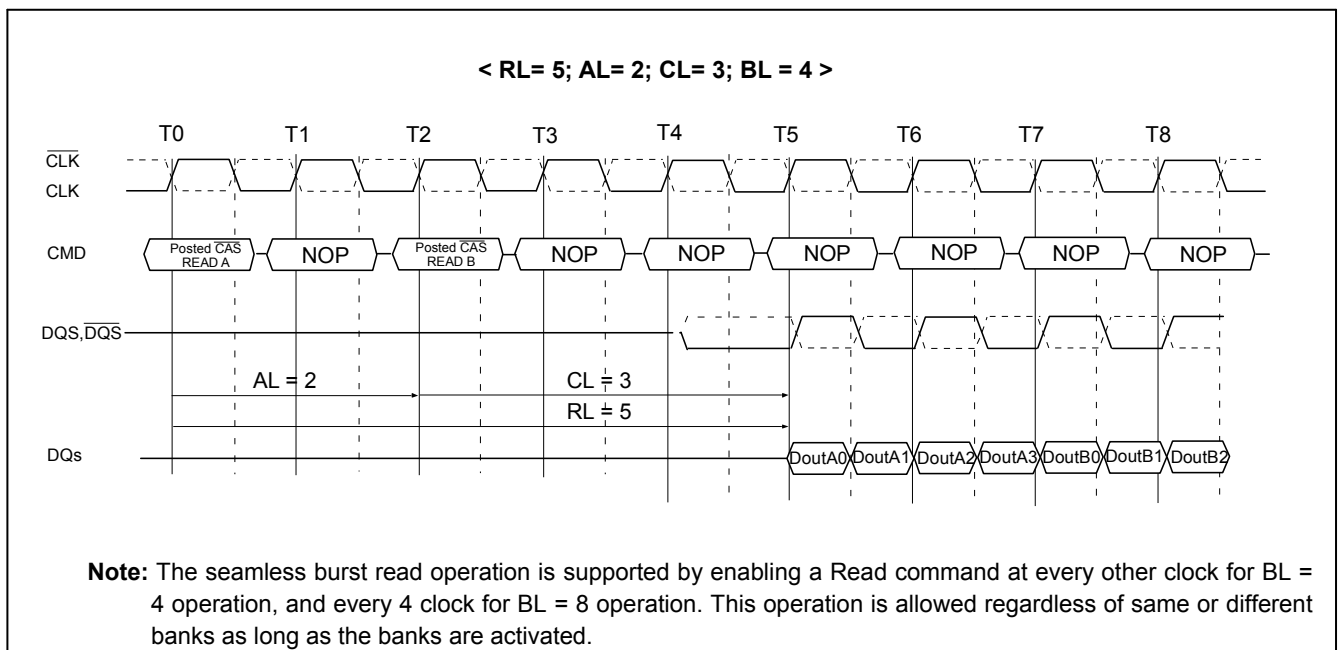 < RL= 5; AL= 2; CL= 3; BL = 4 >
T0 T1 T2 T3 T4 T5 T6 T7 T8
C̅L̅K̅
CLK
CMD
Posted C̅A̅S̅
READ A
NOP
Posted C̅A̅S̅
READ B
NOP NOP NOP NOP NOP NOP
DQS,D̅Q̅S̅
AL = 2
CL = 3
RL = 5
DQs
DoutA0 DoutA1 DoutA2 DoutA3 DoutB0 DoutB1 DoutB2
Note: The seamless burst read operation is supported by enabling a Read command at every other clock for BL =
4 operation, and every 4 clock for BL = 8 operation. This operation is allowed regardless of same or different
banks as long as the banks are activated.